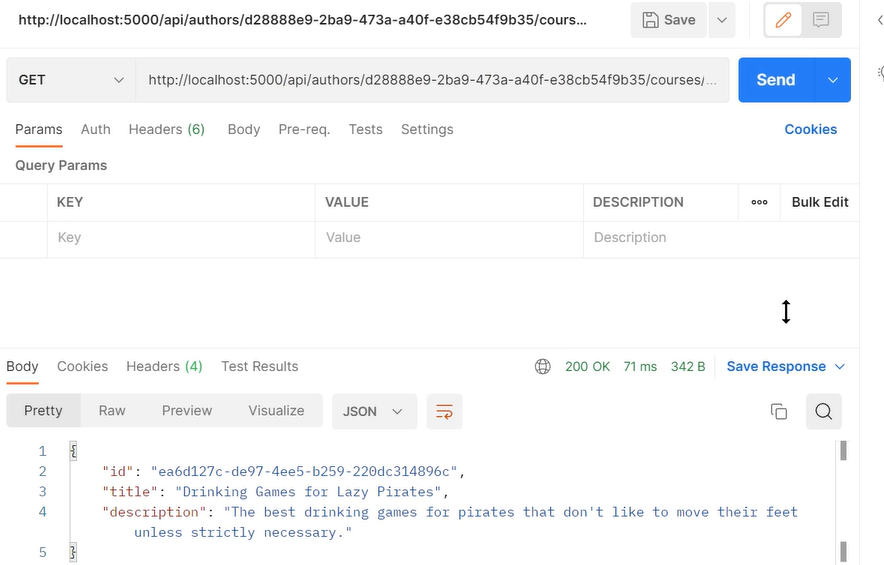 http://localhost:5000/api/authors/d28888e9-2ba9-473a-a40f-e38cb54f9b35/cours...
Save
GET
http://localhost:5000/api/authors/d28888e9-2ba9-473a-a40f-e38cb54f9b35/courses/...
Send
Params Auth Headers (6) Body Pre-req. Tests Settings Cookies
Query Params
KEY VALUE DESCRIPTION ooo Bulk Edit
Key Value Description
Body Cookies Headers (4) Test Results 200 OK 71 ms 342 B Save Response
Pretty Raw Preview Visualize JSON
1 {
2 "id": "ea6d127c-de97-4ee5-b259-220dc314896c",
3 "title": "Drinking Games for Lazy Pirates",
4 "description": "The best drinking games for pirates that don't like to move their feet
unless strictly necessary."
5 }